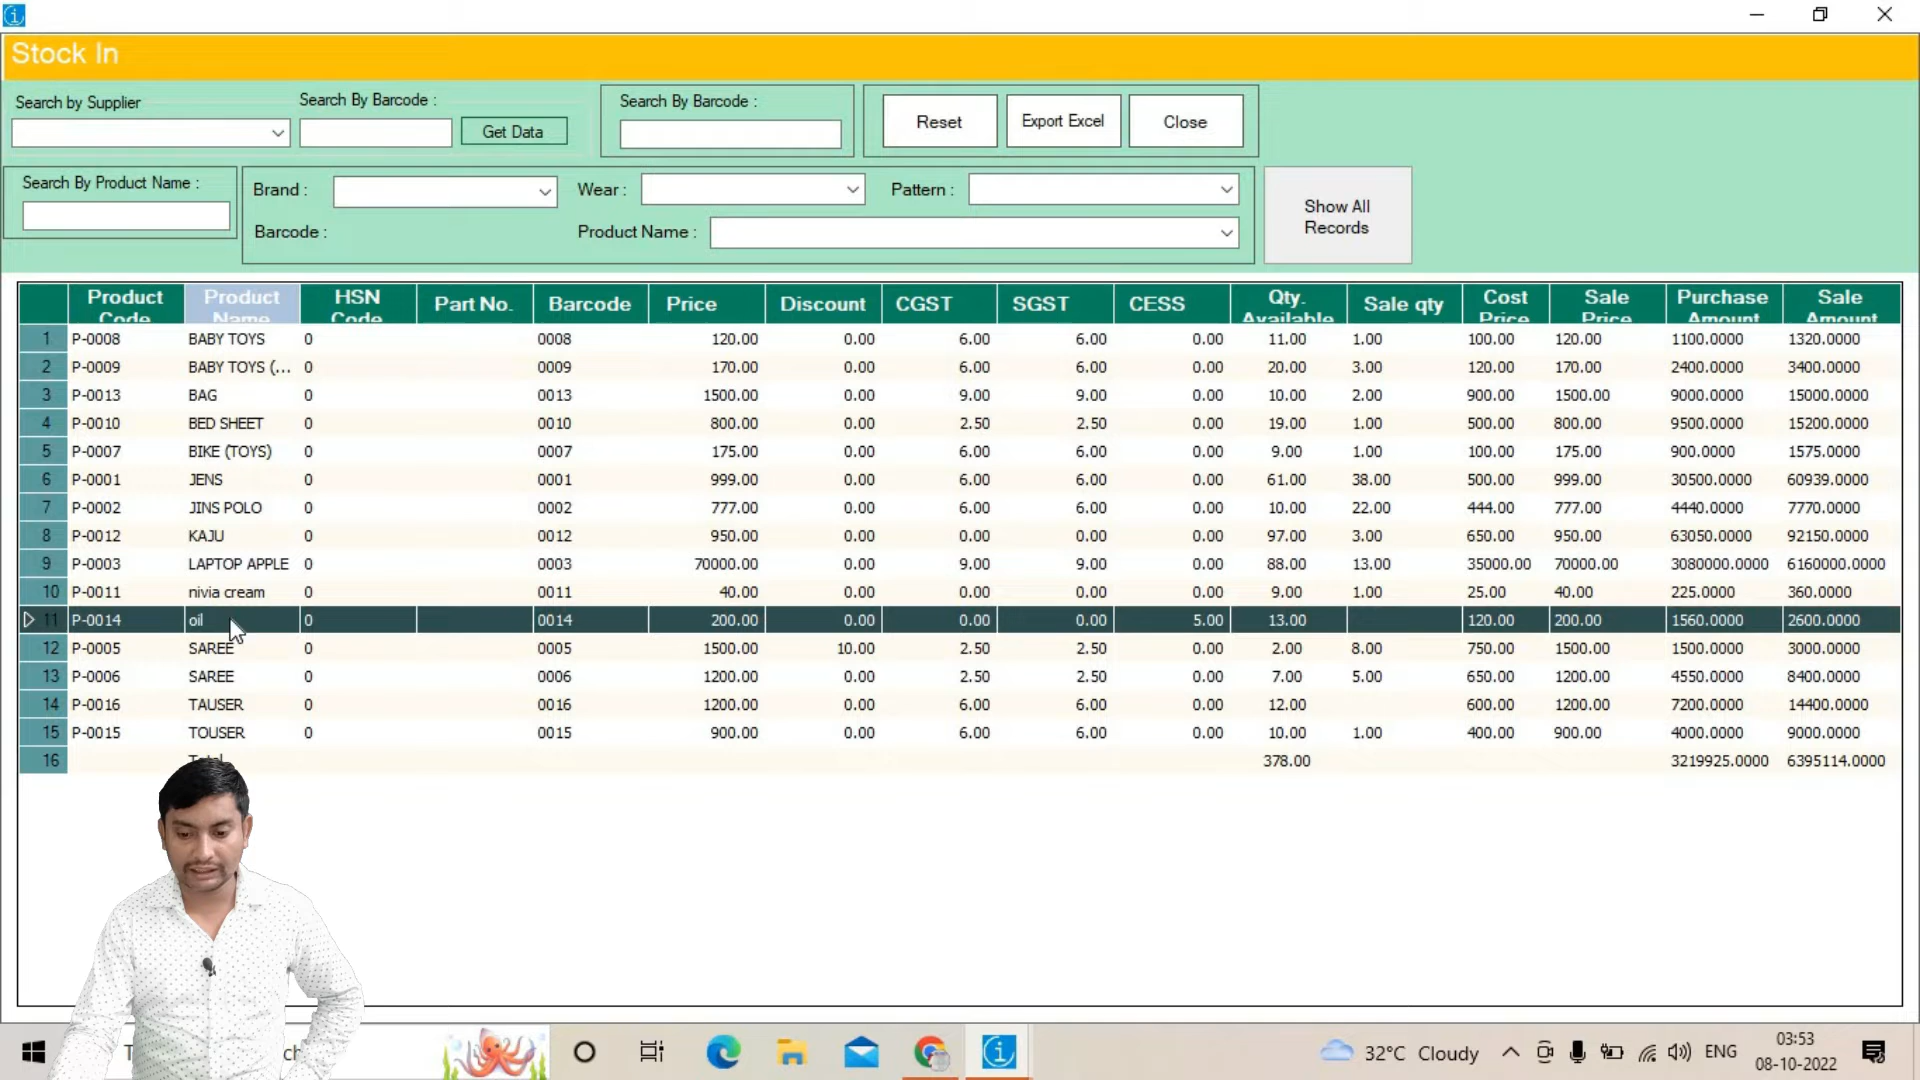 Stock In
Search by Supplier
Search By Barcode :
Get Data
Search By Barcode :
Reset
Export Excel
Close
Search By Product Name :
Brand :
Wear :
Pattern :
Barcode :
Product Name :
Show All
Records
Product Code Product Name HSN Code Part No. Barcode Price Discount CGST SGST CESS Qty. Available Sale qty Cost Price Sale Price Purchase Amount Sale Amount
1 P-0008 BABY TOYS 0 0008 120.00 0.00 6.00 6.00 0.00 11.00 1.00 100.00 120.00 1100.0000 1320.0000
2 P-0009 BABY TOYS (... 0 0009 170.00 0.00 6.00 6.00 0.00 20.00 3.00 120.00 170.00 2400.0000 3400.0000
3 P-0013 BAG 0 0013 1500.00 0.00 9.00 9.00 0.00 10.00 2.00 900.00 1500.00 9000.0000 15000.0000
4 P-0010 BED SHEET 0 0010 800.00 0.00 2.50 2.50 0.00 19.00 1.00 500.00 800.00 9500.0000 15200.0000
5 P-0007 BIKE (TOYS) 0 0007 175.00 0.00 6.00 6.00 0.00 9.00 1.00 100.00 175.00 900.0000 1575.0000
6 P-0001 JENS 0 0001 999.00 0.00 6.00 6.00 0.00 61.00 38.00 500.00 999.00 30500.0000 60939.0000
7 P-0002 JINS POLO 0 0002 777.00 0.00 6.00 6.00 0.00 10.00 22.00 444.00 777.00 4440.0000 7770.0000
8 P-0012 KAJU 0 0012 950.00 0.00 0.00 0.00 0.00 97.00 3.00 650.00 950.00 63050.0000 92150.0000
9 P-0003 LAPTOP APPLE 0 0003 70000.00 0.00 9.00 9.00 0.00 88.00 13.00 35000.00 70000.00 3080000.0000 6160000.0000
10 P-0011 nivia cream 0 0011 40.00 0.00 0.00 0.00 0.00 9.00 1.00 25.00 40.00 225.0000 360.0000
11 P-0014 oil 0 0014 200.00 0.00 0.00 0.00 5.00 13.00 120.00 200.00 1560.0000 2600.0000
12 P-0005 SAREE 0 0005 1500.00 10.00 2.50 2.50 0.00 2.00 8.00 750.00 1500.00 1500.0000 3000.0000
13 P-0006 SAREE 0 0006 1200.00 0.00 2.50 2.50 0.00 7.00 5.00 650.00 1200.00 4550.0000 8400.0000
14 P-0016 TAUSER 0 0016 1200.00 0.00 6.00 6.00 0.00 12.00 600.00 1200.00 7200.0000 14400.0000
15 P-0015 TOUSER 0 0015 900.00 0.00 6.00 6.00 0.00 10.00 1.00 400.00 900.00 4000.0000 9000.0000
16 Total 378.00 3219925.0000 6395114.0000
32°C Cloudy
ENG
03:53
08-10-2022